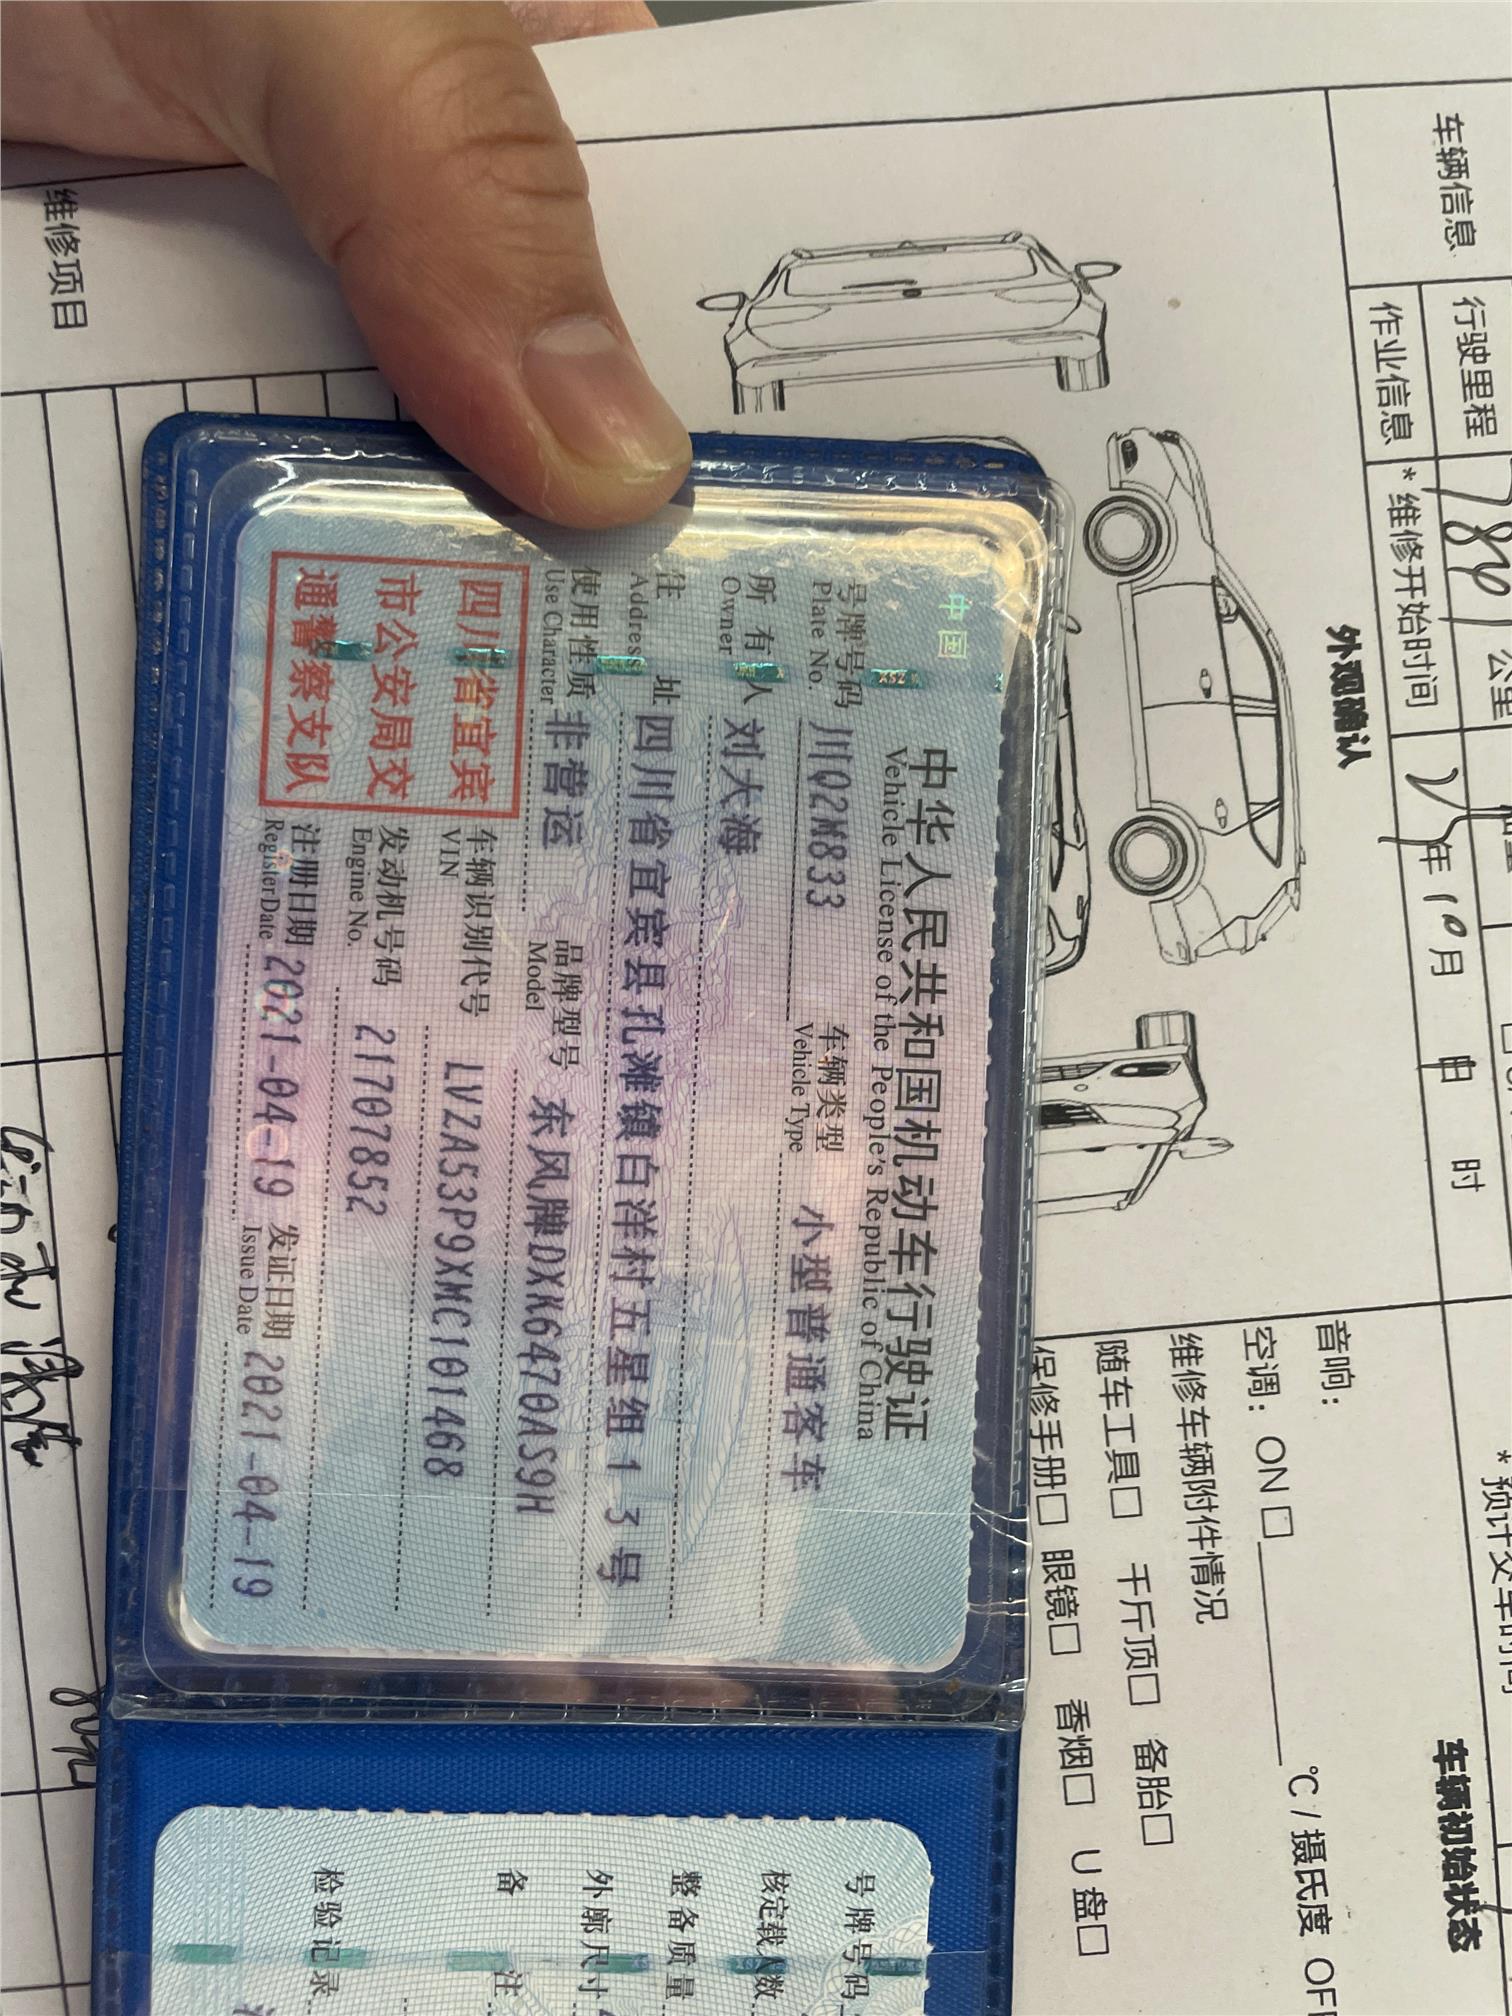 中华人民共和国机动车行驶证
Vehicle License of the People's Republic of China
号牌号码 川Q2M833 车辆类型 小型普通客车
Plate No. Vehicle Type
所有人 刘大海
Owner
住址 四川省宜宾县孔滩镇白洋村五星组13号
Address
使用性质 非营运 品牌型号 东风牌DXK6470AS9H
Use Character Model
车辆识别代号 LVZA53P9XMC101468
VIN
发动机号码 21707852
Engine No.
注册日期 2021-04-19 发证日期 2021-04-19
Register Date Issue Date
四川省宜宾
市公安局交
通警察支队
中国
号牌号码
核定载人数
整备质量
外廓尺寸
备注
检验记录
车辆信息
行驶里程 公里
作业信息 *维修开始时间 年10月 日 时
外观确认
车辆初始状态
音响：
空调：ON□ ℃/摄氏度 OFF
维修车辆附件情况
随车工具□ 千斤顶□ 备胎□
保修手册□ 眼镜□ 香烟□ U盘□
维修项目